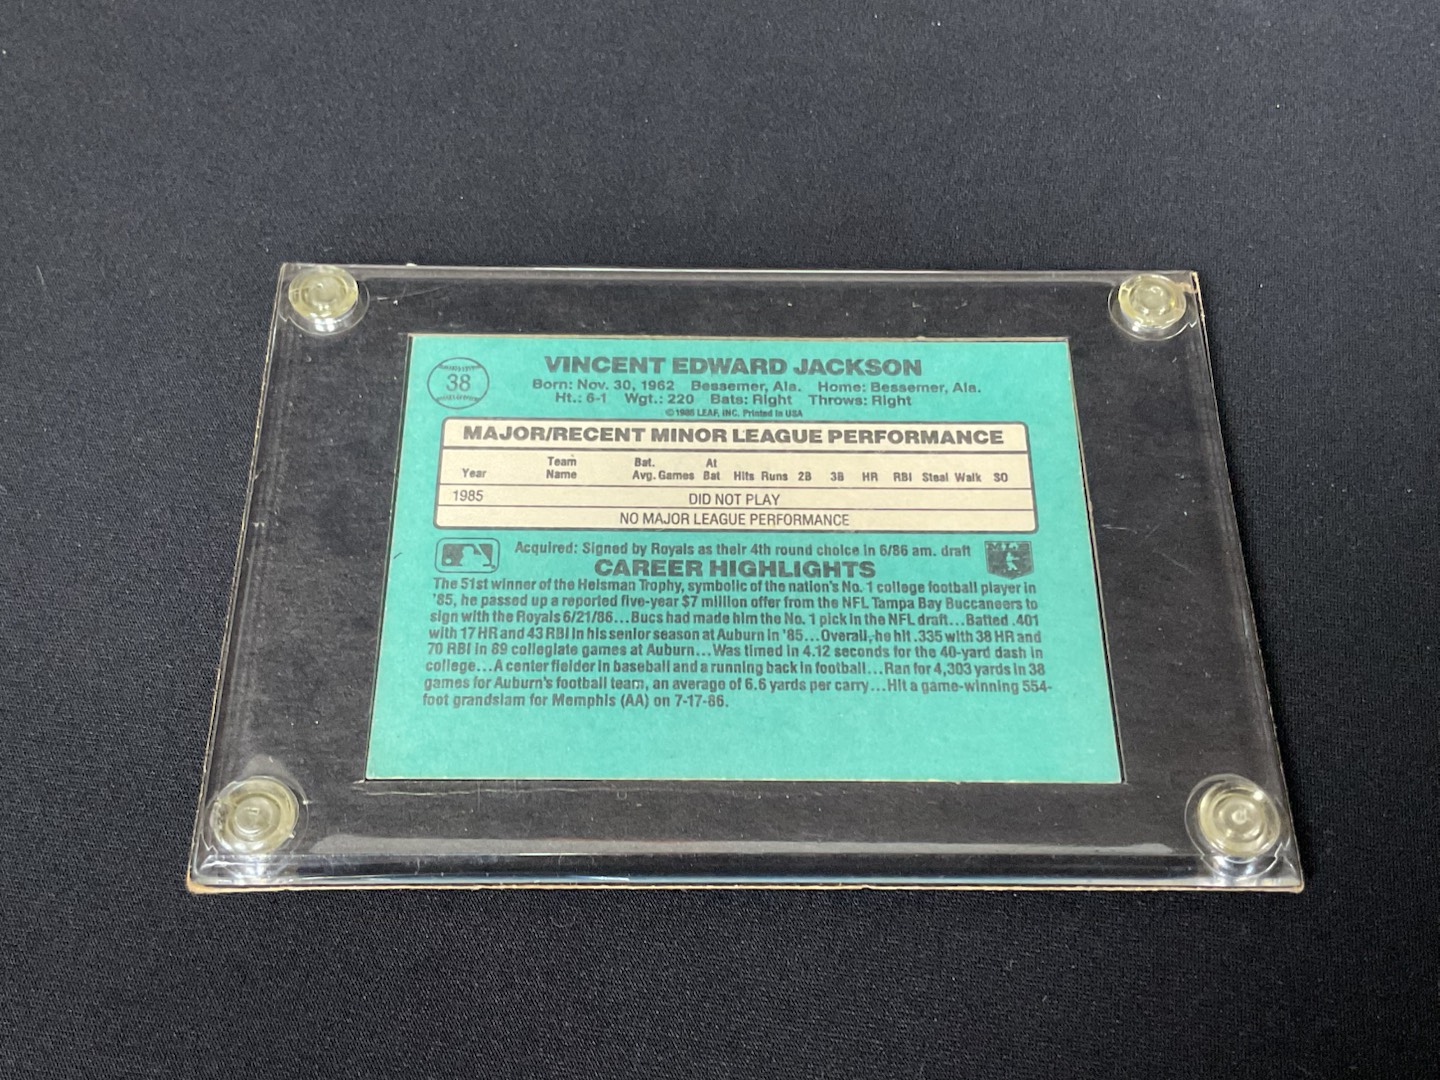 38
VINCENT EDWARD JACKSON
Born: Nov. 30, 1962 Bessemer, Ala. Home: Bessemer, Ala.
Ht.: 6-1 Wgt.: 220 Bats: Right Throws: Right
©1986 LEAF, INC. Printed in USA
MAJOR/RECENT MINOR LEAGUE PERFORMANCE
Year Team Name Bat. Avg. Games At Bat Hits Runs 2B 3B HR RBI Steal Walk SO
1985 DID NOT PLAY
NO MAJOR LEAGUE PERFORMANCE
Acquired: Signed by Royals as their 4th round choice in 6/86 am. draft
CAREER HIGHLIGHTS
The 51st winner of the Heisman Trophy, symbolic of the nation's No. 1 college football player in
'85, he passed up a reported five-year $7 million offer from the NFL Tampa Bay Buccaneers to
sign with the Royals 6/21/86...Bucs had made him the No. 1 pick in the NFL draft...Batted .401
with 17 HR and 43 RBI in his senior season at Auburn in '85...Overall, he hit .335 with 38 HR and
70 RBI in 89 collegiate games at Auburn...Was timed in 4.12 seconds for the 40-yard dash in
college...A center fielder in baseball and a running back in football...Ran for 4,303 yards in 38
games for Auburn's football team, an average of 6.6 yards per carry...Hit a game-winning 554-
foot grandslam for Memphis (AA) on 7-17-86.